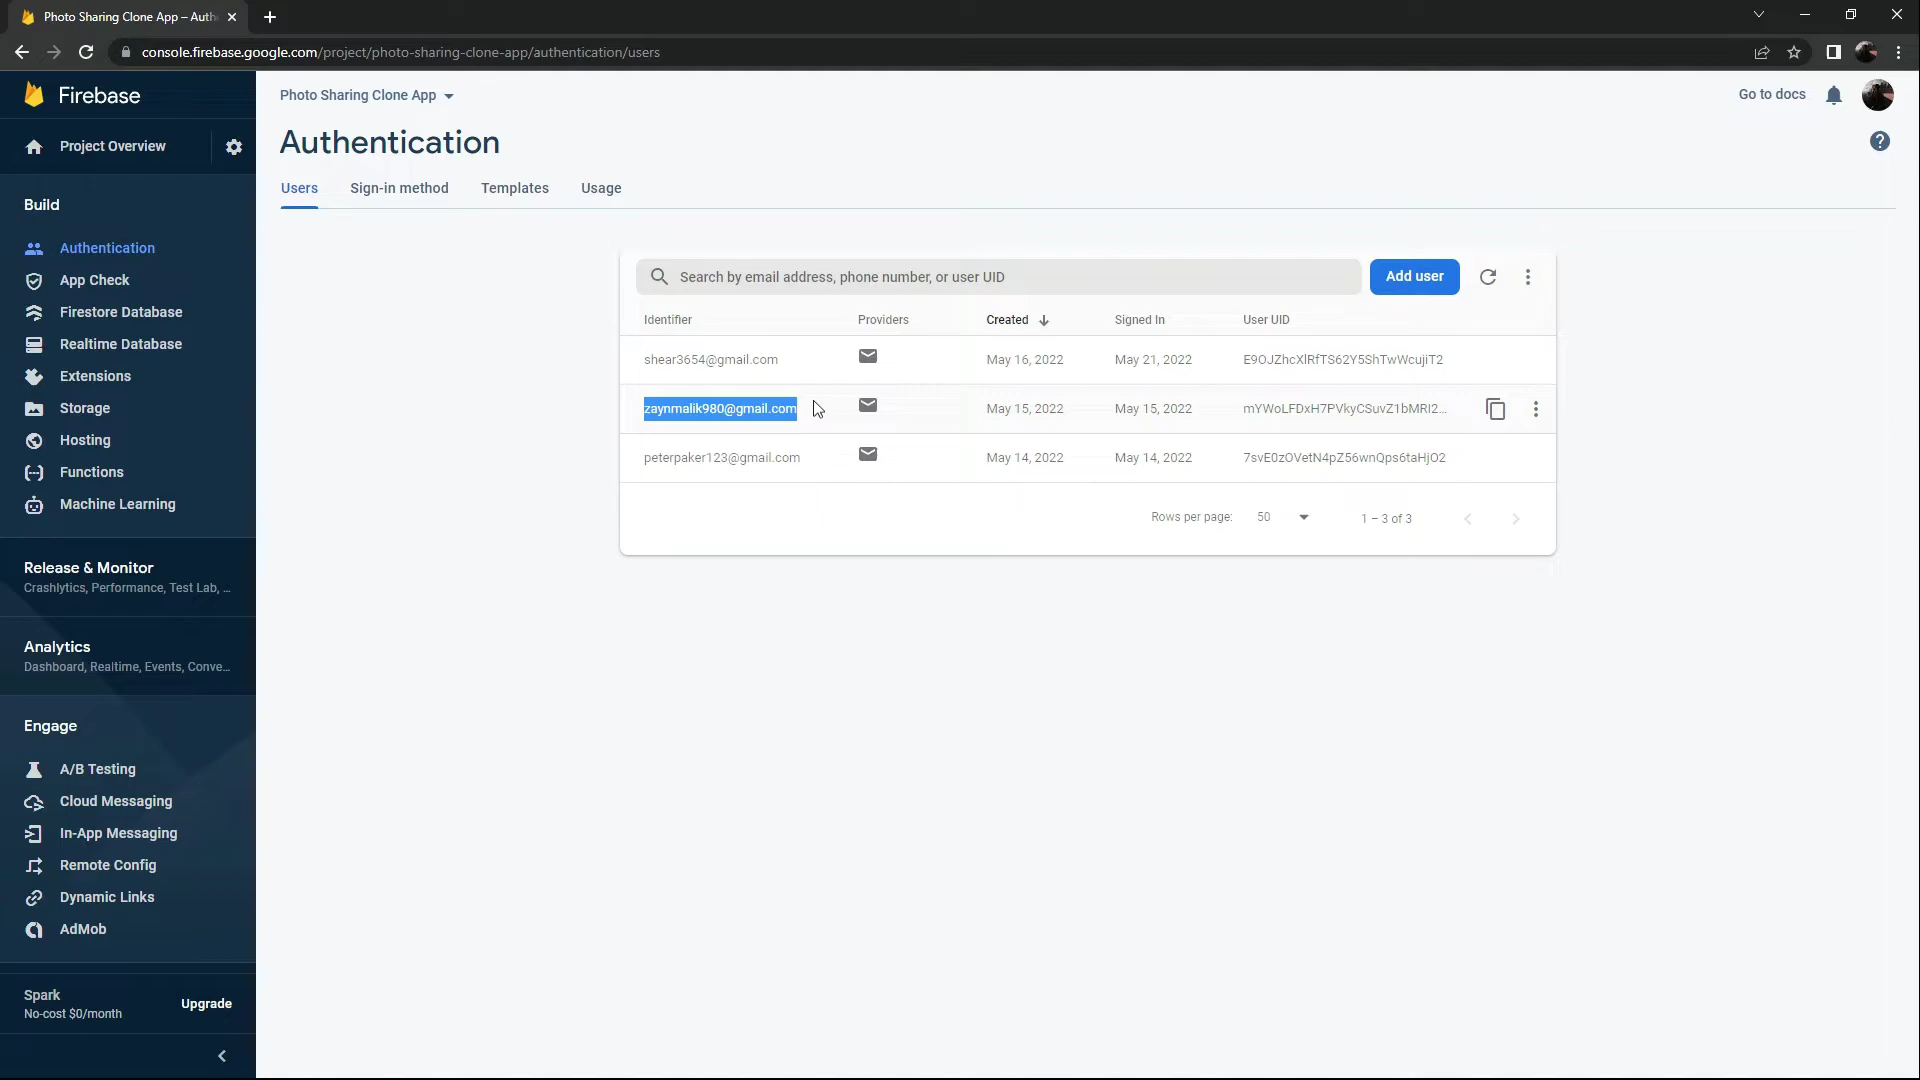 Photo Sharing Clone App – Auth
console.firebase.google.com/project/photo-sharing-clone-app/authentication/users
Firebase
Photo Sharing Clone App
Go to docs
Project Overview
Authentication
Users Sign-in method Templates Usage
Build
Authentication
App Check
Firestore Database
Realtime Database
Extensions
Storage
Hosting
Functions
Machine Learning
Search by email address, phone number, or user UID
Add user
Identifier Providers Created Signed In User UID
shear3654@gmail.com May 16, 2022 May 21, 2022 E9OJZhcXlRfTS62Y5ShTwWcujiT2
zaynmalik980@gmail.com May 15, 2022 May 15, 2022 mYWoLFDxH7PVkyCSuvZ1bMRI2...
peterpaker123@gmail.com May 14, 2022 May 14, 2022 7svE0zOVetN4pZ56wnQps6taHjO2
Rows per page: 50 1 – 3 of 3
Release & Monitor
Crashlytics, Performance, Test Lab, ...
Analytics
Dashboard, Realtime, Events, Conve...
Engage
A/B Testing
Cloud Messaging
In-App Messaging
Remote Config
Dynamic Links
AdMob
Spark
No-cost $0/month
Upgrade